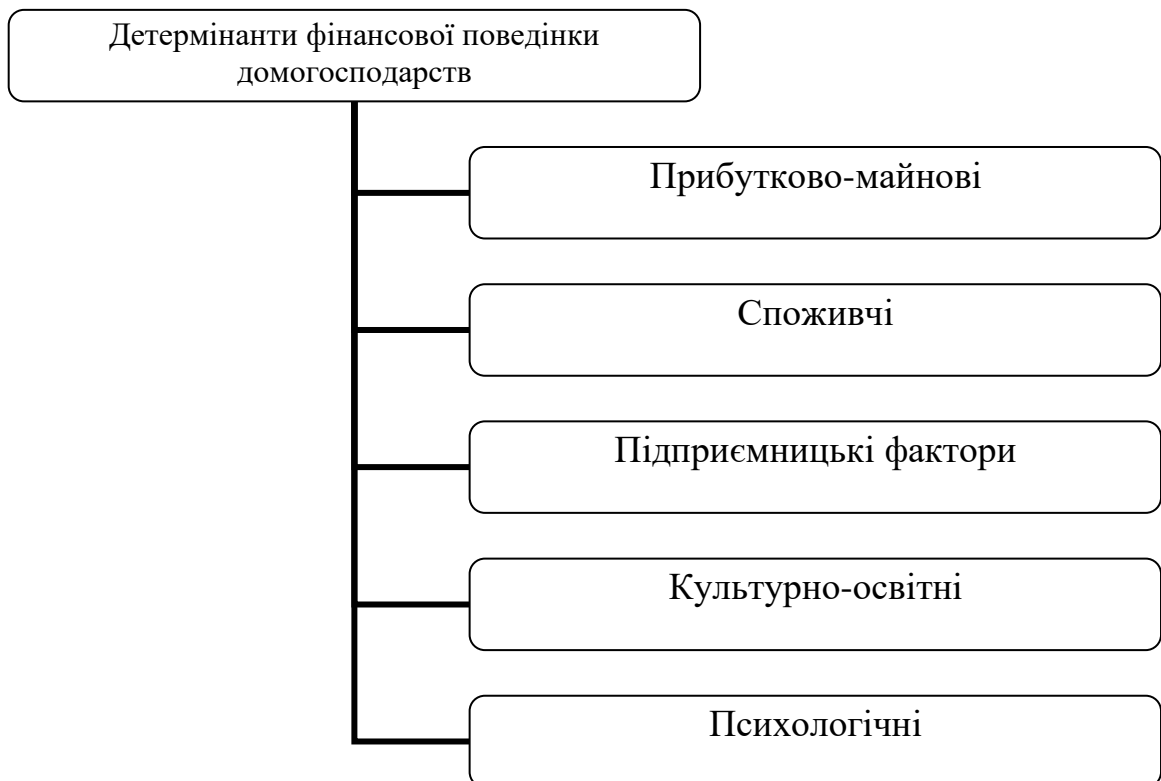 Детермінанти фінансової поведінки
домогосподарств
Прибутково-майнові
Споживчі
Підприємницькі фактори
Культурно-освітні
Психологічні